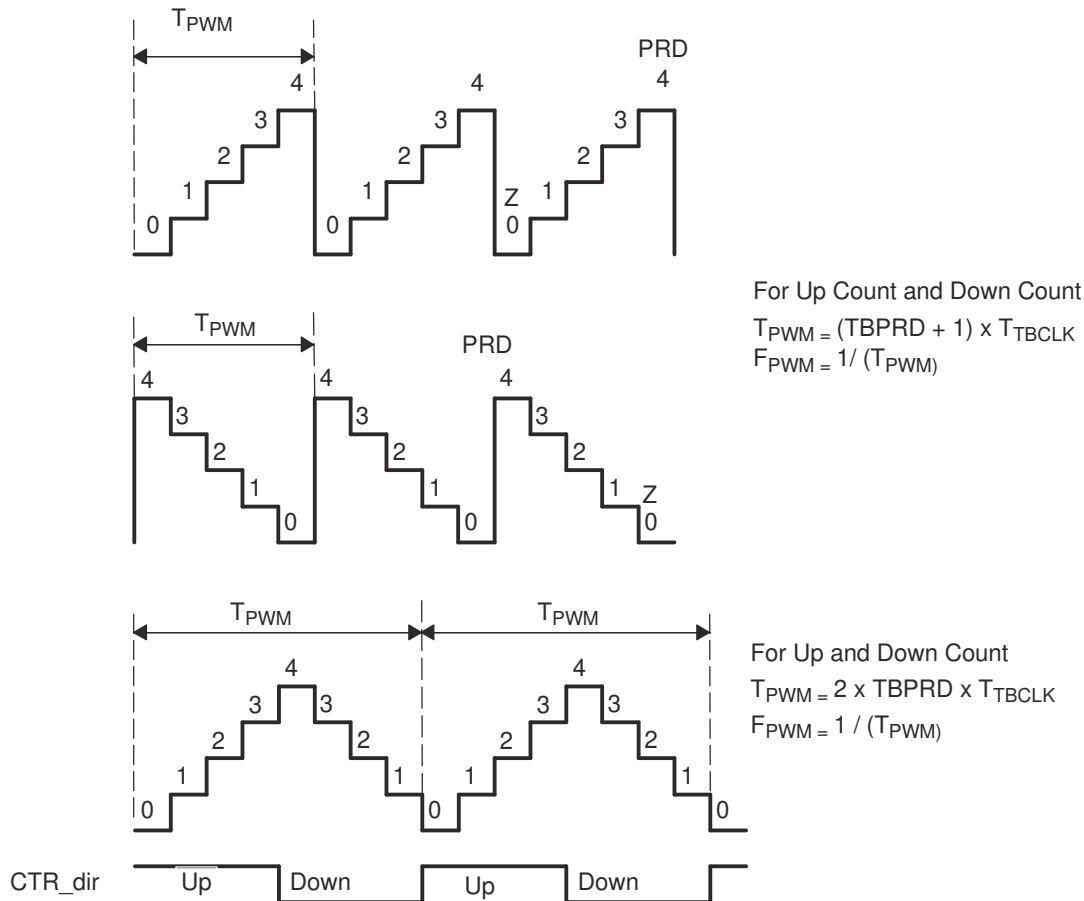 TPWM
PRD
4 4 4
3 3 3
2 2 2
1 1 Z 1
0 0 0
For Up Count and Down Count
TPWM = (TBPRD + 1) x TTBCLK
FPWM = 1/ (TPWM)
TPWM
PRD
4 4 4
3 3 3
2 2 2
1 1 1 Z
0 0 0
TPWM TPWM
For Up and Down Count
TPWM = 2 x TBPRD x TTBCLK
FPWM = 1 / (TPWM)
4 4
3 3 3 3
2 2 2 2
1 1 1 1
0 0 0
CTR_dir Up Down Up Down